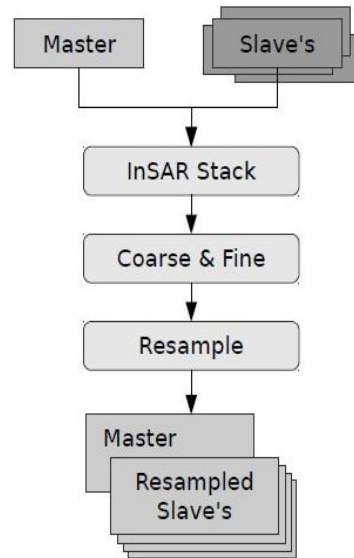 Master
Slave's
InSAR Stack
Coarse & Fine
Resample
Master
Resampled
Slave's